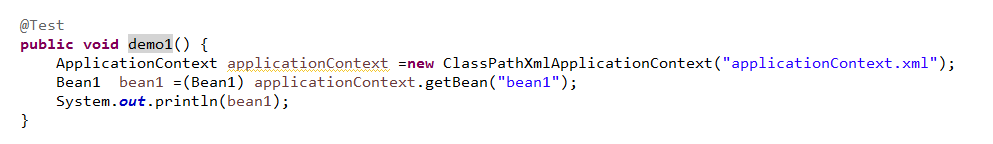 @Test
public void demo1() {
ApplicationContext applicationContext =new ClassPathXmlApplicationContext("applicationContext.xml");
Bean1  bean1 =(Bean1) applicationContext.getBean("bean1");
System.out.println(bean1);
}